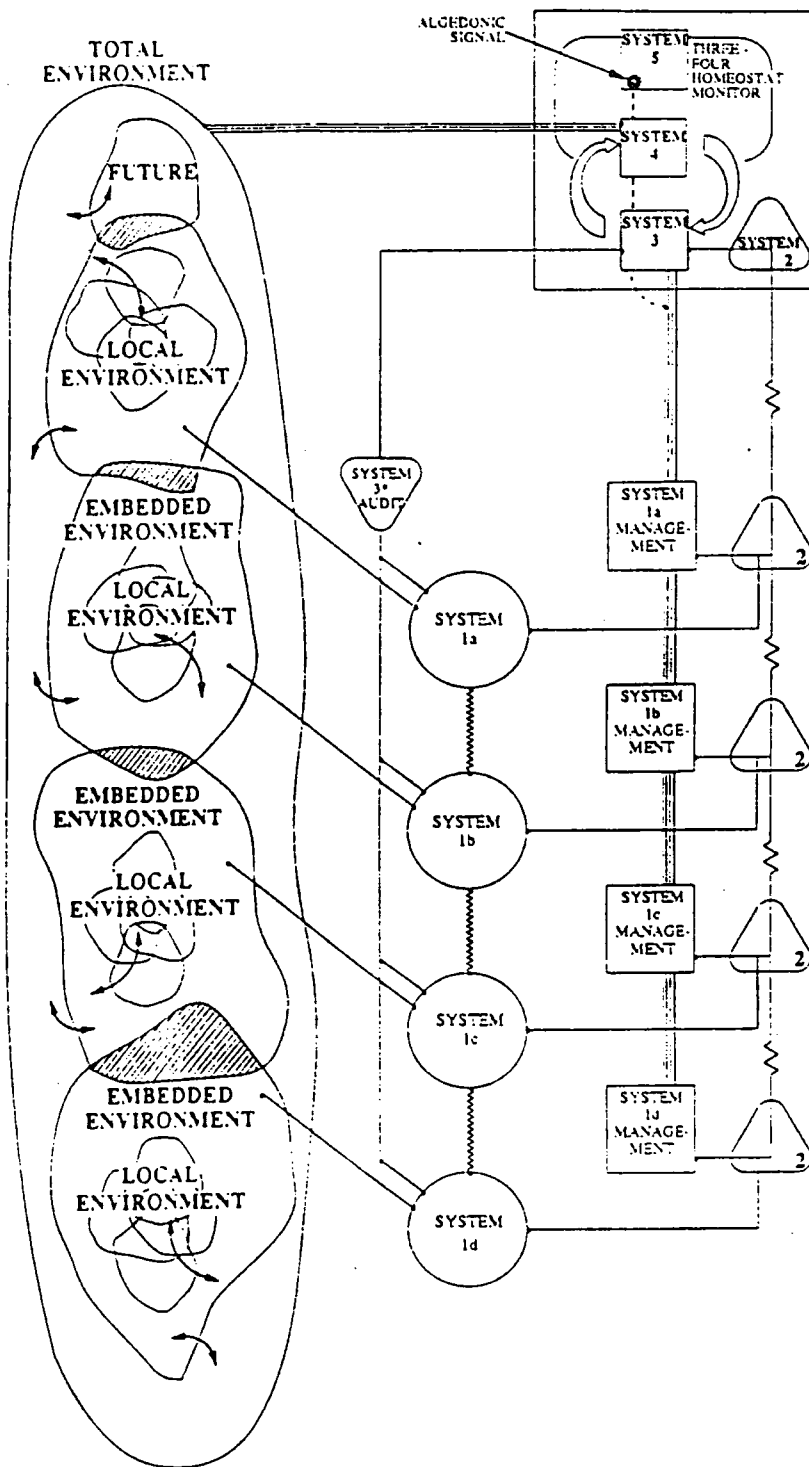 TOTAL
ENVIRONMENT
ALGEDONIC
SIGNAL
SYSTEM
5
THREE-
FOUR
HOMEOSTAT
MONITOR
SYSTEM
4
SYSTEM
3
SYSTEM
2
FUTURE
LOCAL
ENVIRONMENT
SYSTEM
3*
AUDIT
EMBEDDED
ENVIRONMENT
LOCAL
ENVIRONMENT
SYSTEM
1a
SYSTEM
1a
MANAGE-
MENT
2
EMBEDDED
ENVIRONMENT
LOCAL
ENVIRONMENT
SYSTEM
1b
SYSTEM
1b
MANAGE-
MENT
2
EMBEDDED
ENVIRONMENT
LOCAL
ENVIRONMENT
SYSTEM
1c
SYSTEM
1c
MANAGE-
MENT
2
SYSTEM
1d
SYSTEM
1d
MANAGE-
MENT
2